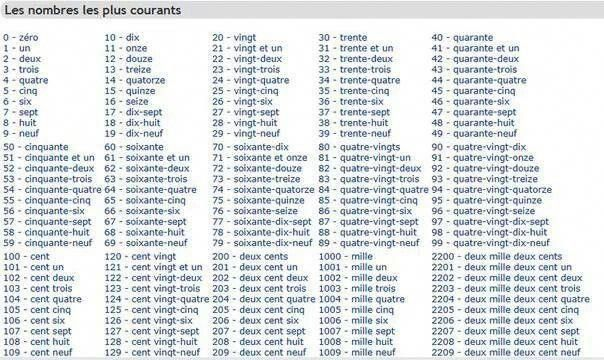 Les nombres les plus courants
0 - zéro 10 - dix 20 - vingt 30 - trente 40 - quarante
1 - un 11 - onze 21 - vingt et un 31 - trente et un 41 - quarante et un
2 - deux 12 - douze 22 - vingt-deux 32 - trente-deux 42 - quarante-deux
3 - trois 13 - treize 23 - vingt-trois 33 - trente-trois 43 - quarante-trois
4 - quatre 14 - quatorze 24 - vingt-quatre 34 - trente-quatre 44 - quarante-quatre
5 - cinq 15 - quinze 25 - vingt-cinq 35 - trente-cinq 45 - quarante-cinq
6 - six 16 - seize 26 - vingt-six 36 - trente-six 46 - quarante-six
7 - sept 17 - dix-sept 27 - vingt-sept 37 - trente-sept 47 - quarante-sept
8 - huit 18 - dix-huit 28 - vingt-huit 38 - trente-huit 48 - quarante-huit
9 - neuf 19 - dix-neuf 29 - vingt-neuf 39 - trente-neuf 49 - quarante-neuf
50 - cinquante 60 - soixante 70 - soixante-dix 80 - quatre-vingts 90 - quatre-vingt-dix
51 - cinquante et un 61 - soixante et un 71 - soixante et onze 81 - quatre-vingt-un 91 - quatre-vingt-onze
52 - cinquante-deux 62 - soixante-deux 72 - soixante-douze 82 - quatre-vingt-deux 92 - quatre-vingt-douze
53 - cinquante-trois 63 - soixante-trois 73 - soixante-treize 83 - quatre-vingt-trois 93 - quatre-vingt-treize
54 - cinquante-quatre 64 - soixante-quatre 74 - soixante-quatorze 84 - quatre-vingt-quatre 94 - quatre-vingt-quatorze
55 - cinquante-cinq 65 - soixante-cinq 75 - soixante-quinze 85 - quatre-vingt-cinq 95 - quatre-vingt-quinze
56 - cinquante-six 66 - soixante-six 76 - soixante-seize 86 - quatre-vingt-six 96 - quatre-vingt-seize
57 - cinquante-sept 67 - soixante-sept 77 - soixante-dix-sept 87 - quatre-vingt-sept 97 - quatre-vingt-dix-sept
58 - cinquante-huit 68 - soixante-huit 78 - soixante-dix-huit 88 - quatre-vingt-huit 98 - quatre-vingt-dix-huit
59 - cinquante-neuf 69 - soixante-neuf 79 - soixante-dix-neuf 89 - quatre-vingt-neuf 99 - quatre-vingt-dix-neuf
100 - cent 120 - cent vingt 200 - deux cents 1000 - mille 2200 - deux mille deux cents
101 - cent un 121 - cent vingt et un 201 - deux cent un 1001 - mille un 2201 - deux mille deux cent un
102 - cent deux 122 - cent vingt-deux 202 - deux cent deux 1002 - mille deux 2202 - deux mille deux cent deux
103 - cent trois 123 - cent vingt-trois 203 - deux cent trois 1003 - mille trois 2203 - deux mille deux cent trois
104 - cent quatre 124 - cent vingt-quatre 204 - deux cent quatre 1004 - mille quatre 2204 - deux mille deux cent quatre
105 - cent cinq 125 - cent vingt-cinq 205 - deux cent cinq 1005 - mille cinq 2205 - deux mille deux cent cinq
106 - cent six 126 - cent vingt-six 206 - deux cent six 1006 - mille six 2206 - deux mille deux cent six
107 - cent sept 127 - cent vingt-sept 207 - deux cent sept 1007 - mille sept 2207 - deux mille deux cent sept
108 - cent huit 128 - cent vingt-huit 208 - deux cent huit 1008 - mille huit 2208 - deux mille deux cent huit
109 - cent neuf 129 - cent vingt-neuf 209 - deux cent neuf 1009 - mille neuf 2209 - deux mille deux cent neuf